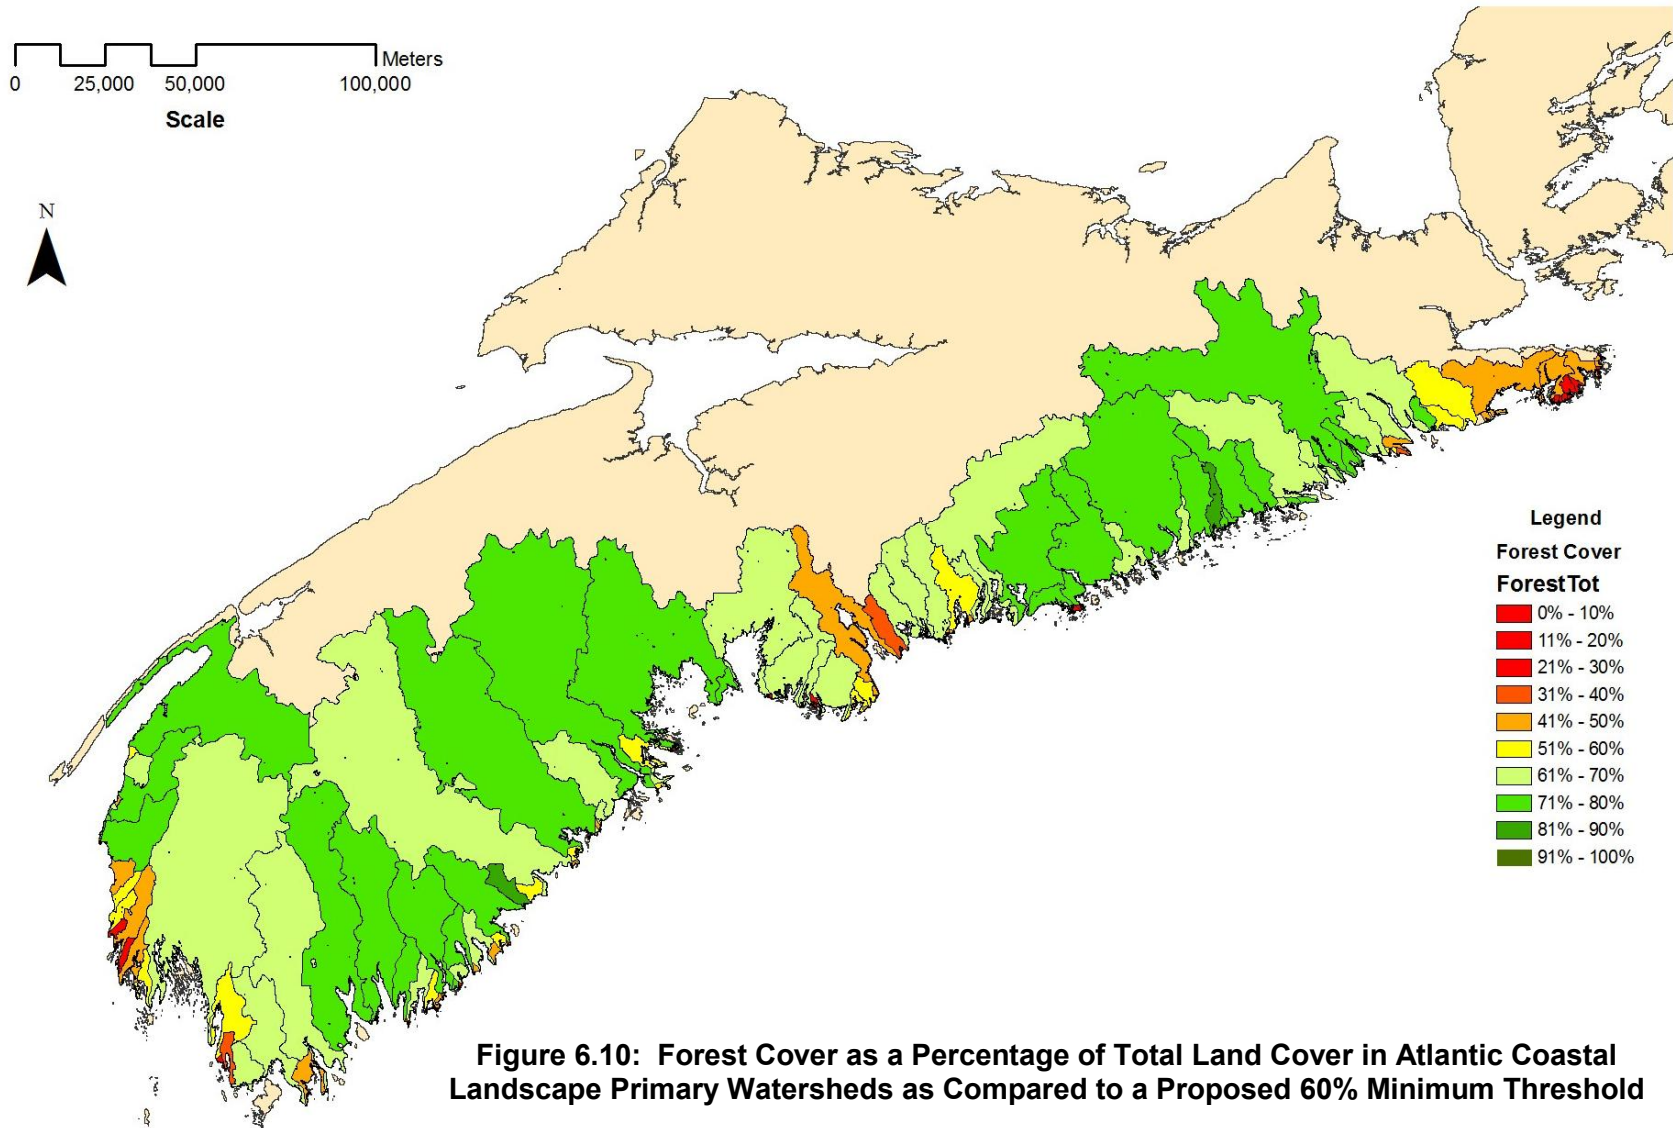 Meters
0 25,000 50,000 100,000
Scale
N
Legend
Forest Cover
ForestTot
0% - 10%
11% - 20%
21% - 30%
31% - 40%
41% - 50%
51% - 60%
61% - 70%
71% - 80%
81% - 90%
91% - 100%
Figure 6.10: Forest Cover as a Percentage of Total Land Cover in Atlantic Coastal
Landscape Primary Watersheds as Compared to a Proposed 60% Minimum Threshold